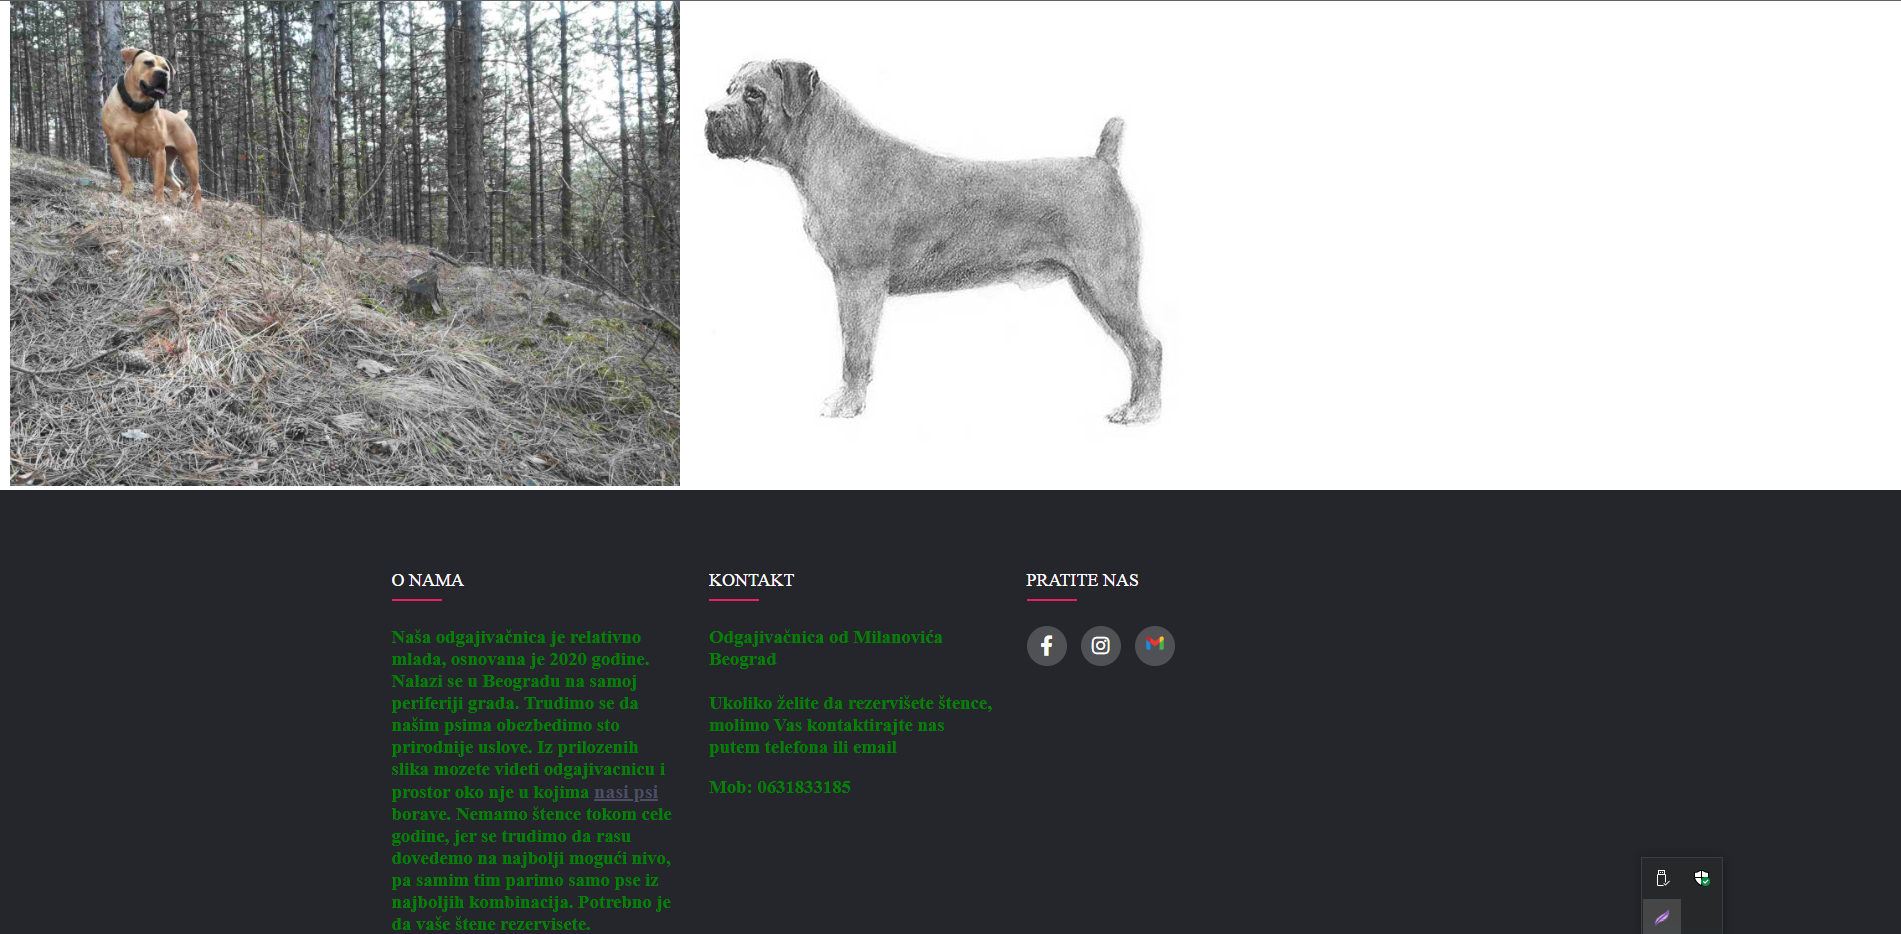 O NAMA
Naša odgajivačnica je relativno
mlada, osnovana je 2020 godine.
Nalazi se u Beogradu na samoj
periferiji grada. Trudimo se da
našim psima obezbedimo sto
prirodnije uslove. Iz prilozenih
slika mozete videti odgajivacnicu i
prostor oko nje u kojima nasi psi
borave. Nemamo štence tokom cele
godine, jer se trudimo da rasu
dovedemo na najbolji mogući nivo,
pa samim tim parimo samo pse iz
najboljih kombinacija. Potrebno je
da vaše štene rezervisete.
KONTAKT
Odgajivačnica od Milanovića
Beograd
Ukoliko želite da rezervišete štence,
molimo Vas kontaktirajte nas
putem telefona ili email
Mob: 0631833185
PRATITE NAS